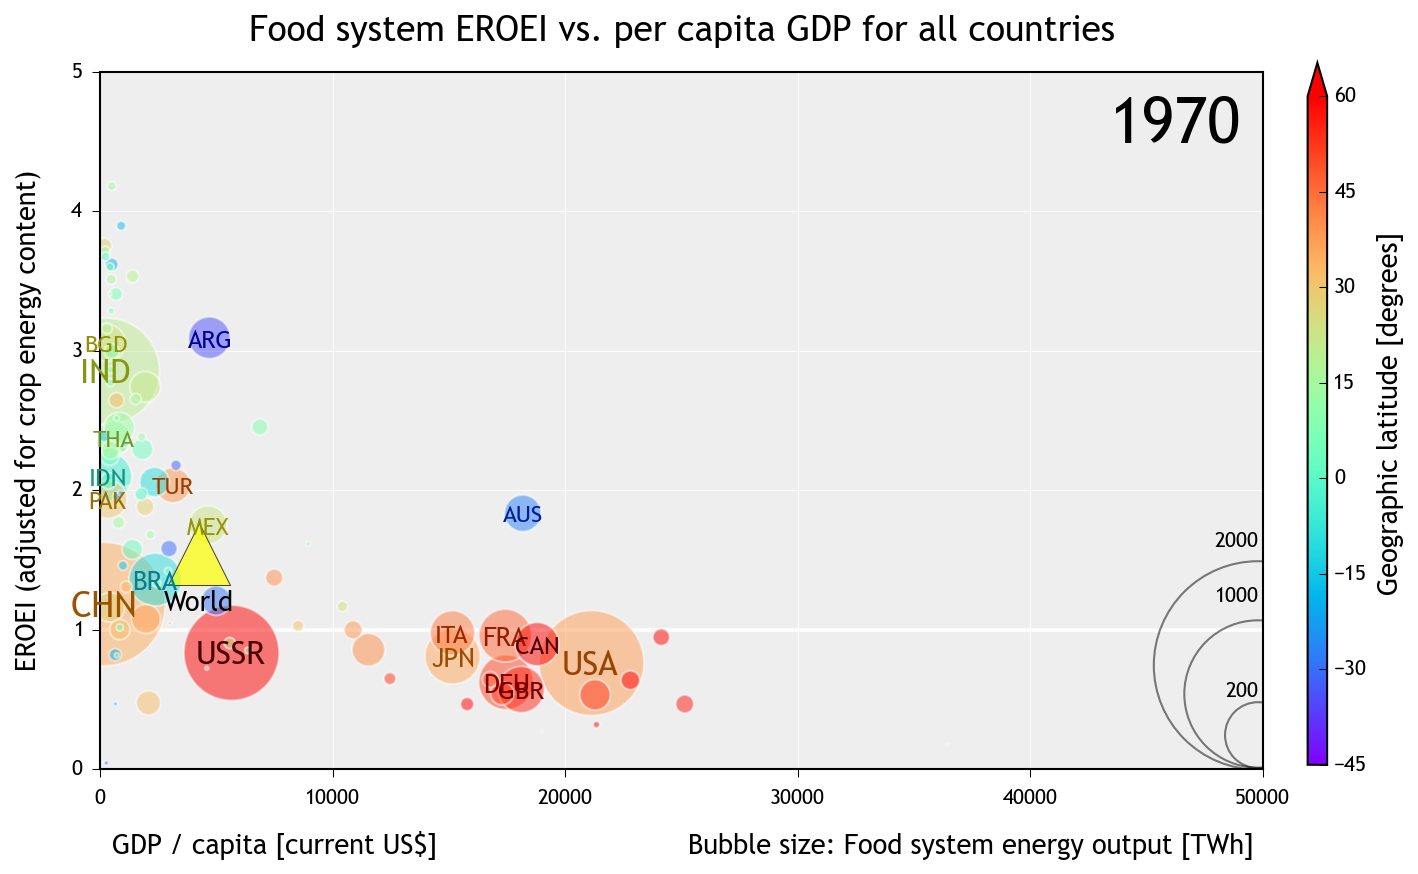 Food system EROEI vs. per capita GDP for all countries
1970
EROEI (adjusted for crop energy content)
5
4
3
2
1
0
BGD
IND
ARG
THA
IDN
PAK
TUR
MEX
AUS
BRA
CHN
World
USSR
ITA
JPN
FRA
CAN
USA
DEU
GBR
2000
1000
200
0
10000
20000
30000
40000
50000
GDP / capita [current US$]
Bubble size: Food system energy output [TWh]
60
45
30
15
0
−15
−30
−45
Geographic latitude [degrees]